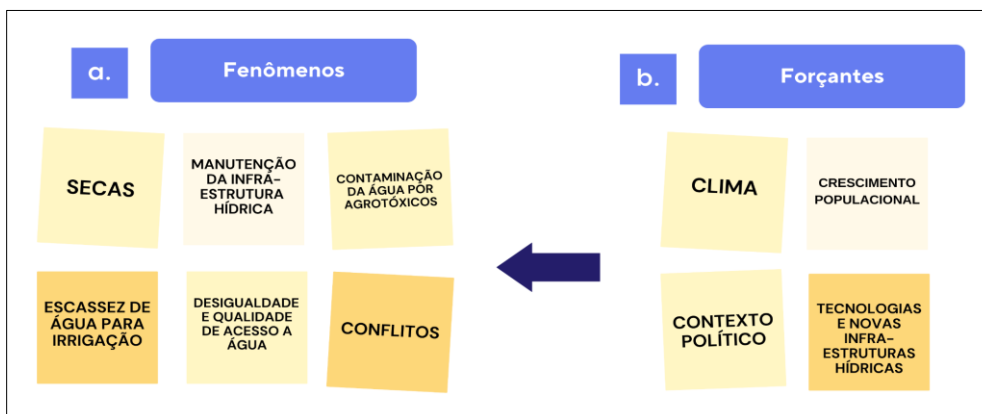 a.
Fenômenos
SECAS
MANUTENÇÃO
DA INFRA-
ESTRUTURA
HÍDRICA
CONTAMINAÇÃO
DA ÁGUA POR
AGROTÓXICOS
ESCASSEZ DE
ÁGUA PARA
IRRIGAÇÃO
DESIGUALDADE
E QUALIDADE
DE ACESSO A
ÁGUA
CONFLITOS
b.
Forçantes
CLIMA
CRESCIMENTO
POPULACIONAL
CONTEXTO
POLÍTICO
TECNOLOGIAS
E NOVAS
INFRA-
ESTRUTURAS
HÍDRICAS